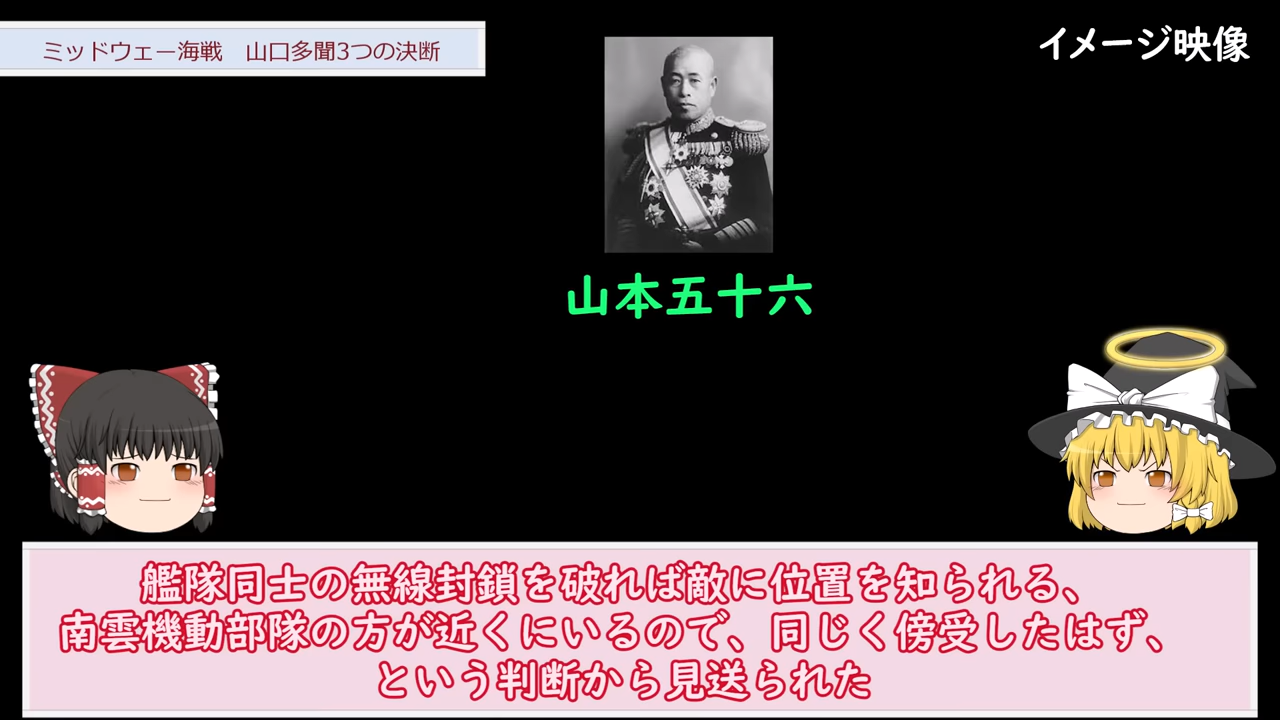 ミッドウェー海戦　山口多聞3つの決断
イメージ映像
山本五十六
艦隊同士の無線封鎖を破れば敵に位置を知られる、
南雲機動部隊の方が近くにいるので、同じく傍受したはず、
という判断から見送られた